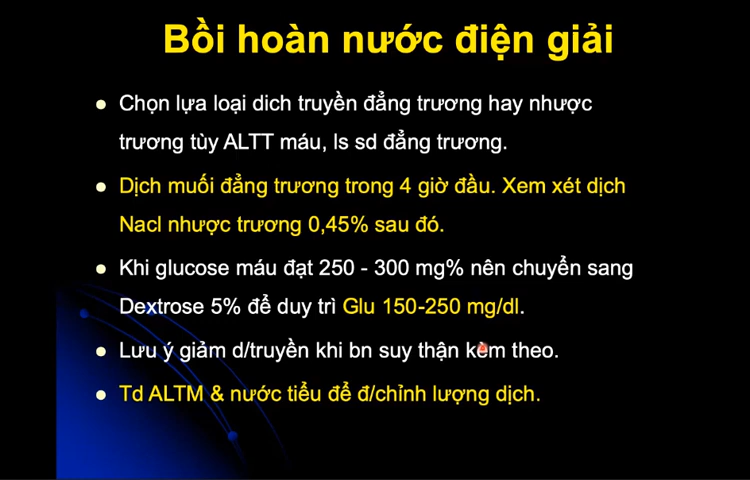 Bồi hoàn nước điện giải
Chọn lựa loại dich truyền đẳng trương hay nhược
trương tùy ALTT máu, ls sd đẳng trương.
Dịch muối đẳng trương trong 4 giờ đầu. Xem xét dịch
Nacl nhược trương 0,45% sau đó.
Khi glucose máu đạt 250 - 300 mg% nên chuyển sang
Dextrose 5% để duy trì Glu 150-250 mg/dl.
Lưu ý giảm d/truyền khi bn suy thận kèm theo.
Td ALTM & nước tiểu để đ/chỉnh lượng dịch.